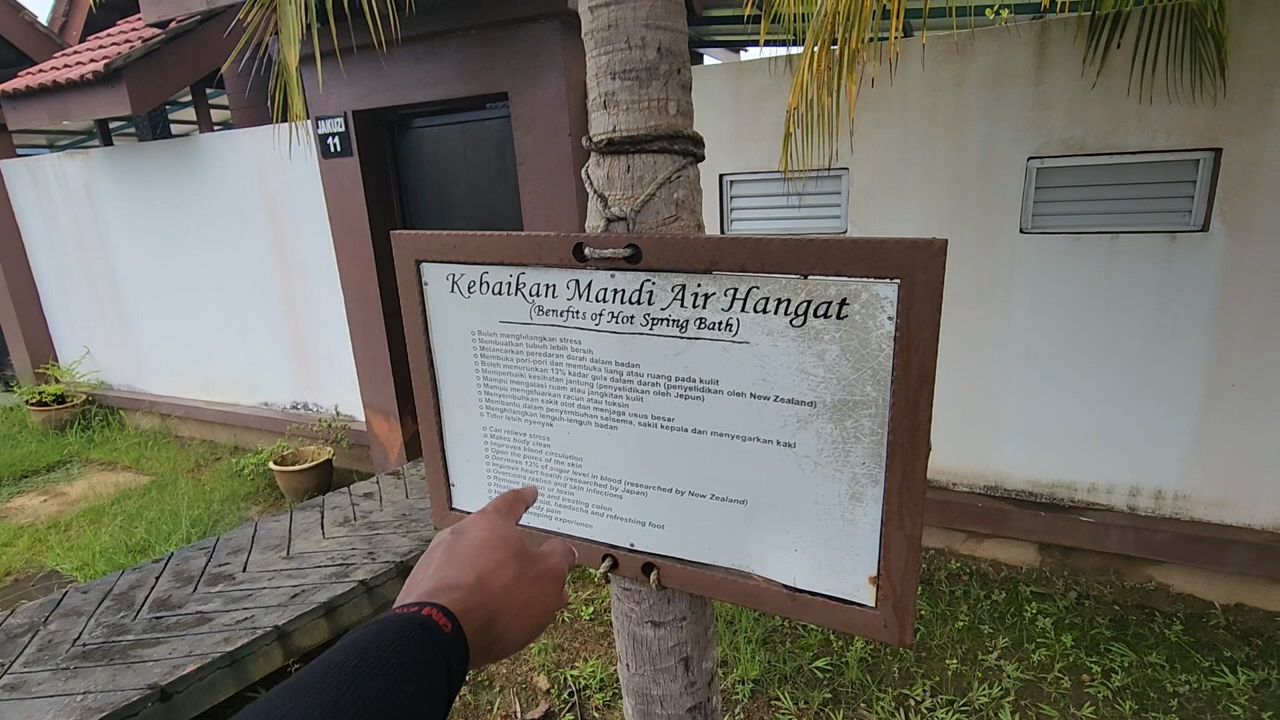 JAKUZI
11
Kebaikan Mandi Air Hangat
(Benefits of Hot Spring Bath)
Boleh menghilangkan stress
Membuatkan tubuh lebih bersih
Melancarkan peredaran darah dalam badan
Membuka pori-pori dan membuka liang atau ruang pada kulit
Boleh menurunkan 13% kadar gula dalam darah (penyelidikan oleh New Zealand)
Memperbaiki kesihatan jantung (penyelidikan oleh Jepun)
Mampu mengatasi ruam atau jangkitan kulit
Mampu mengeluarkan racun atau toksin
Menyembuhkan sakit otot dan menjaga usus besar
Membantu dalam penyembuhan selsema, sakit kepala dan menyegarkan kaki
Menghilangkan lenguh-lenguh badan
Tidur lebih nyenyak
Can relieve stress
Makes body clean
Improves blood circulation
Open the pores of the skin
Decrease 13% of sugar level in blood (researched by New Zealand)
Improve heart health (researched by Japan)
Overcome rashes and skin infections
Remove poison or toxin
and treating colon
cold, headache and refreshing foot
body pain
sleeping experience